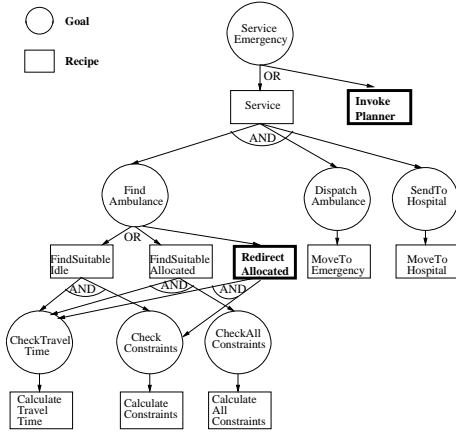 Goal
Recipe
Service
Emergency
OR
Service
Invoke
Planner
AND
Find
Ambulance
Dispatch
Ambulance
SendTo
Hospital
OR
FindSuitable
Idle
FindSuitable
Allocated
Redirect
Allocated
MoveTo
Emergency
MoveTo
Hospital
AND
AND
AND
CheckTravel
Time
Check
Constraints
CheckAll
Constraints
Calculate
Travel
Time
Calculate
Constraints
Calculate
All
Constraints